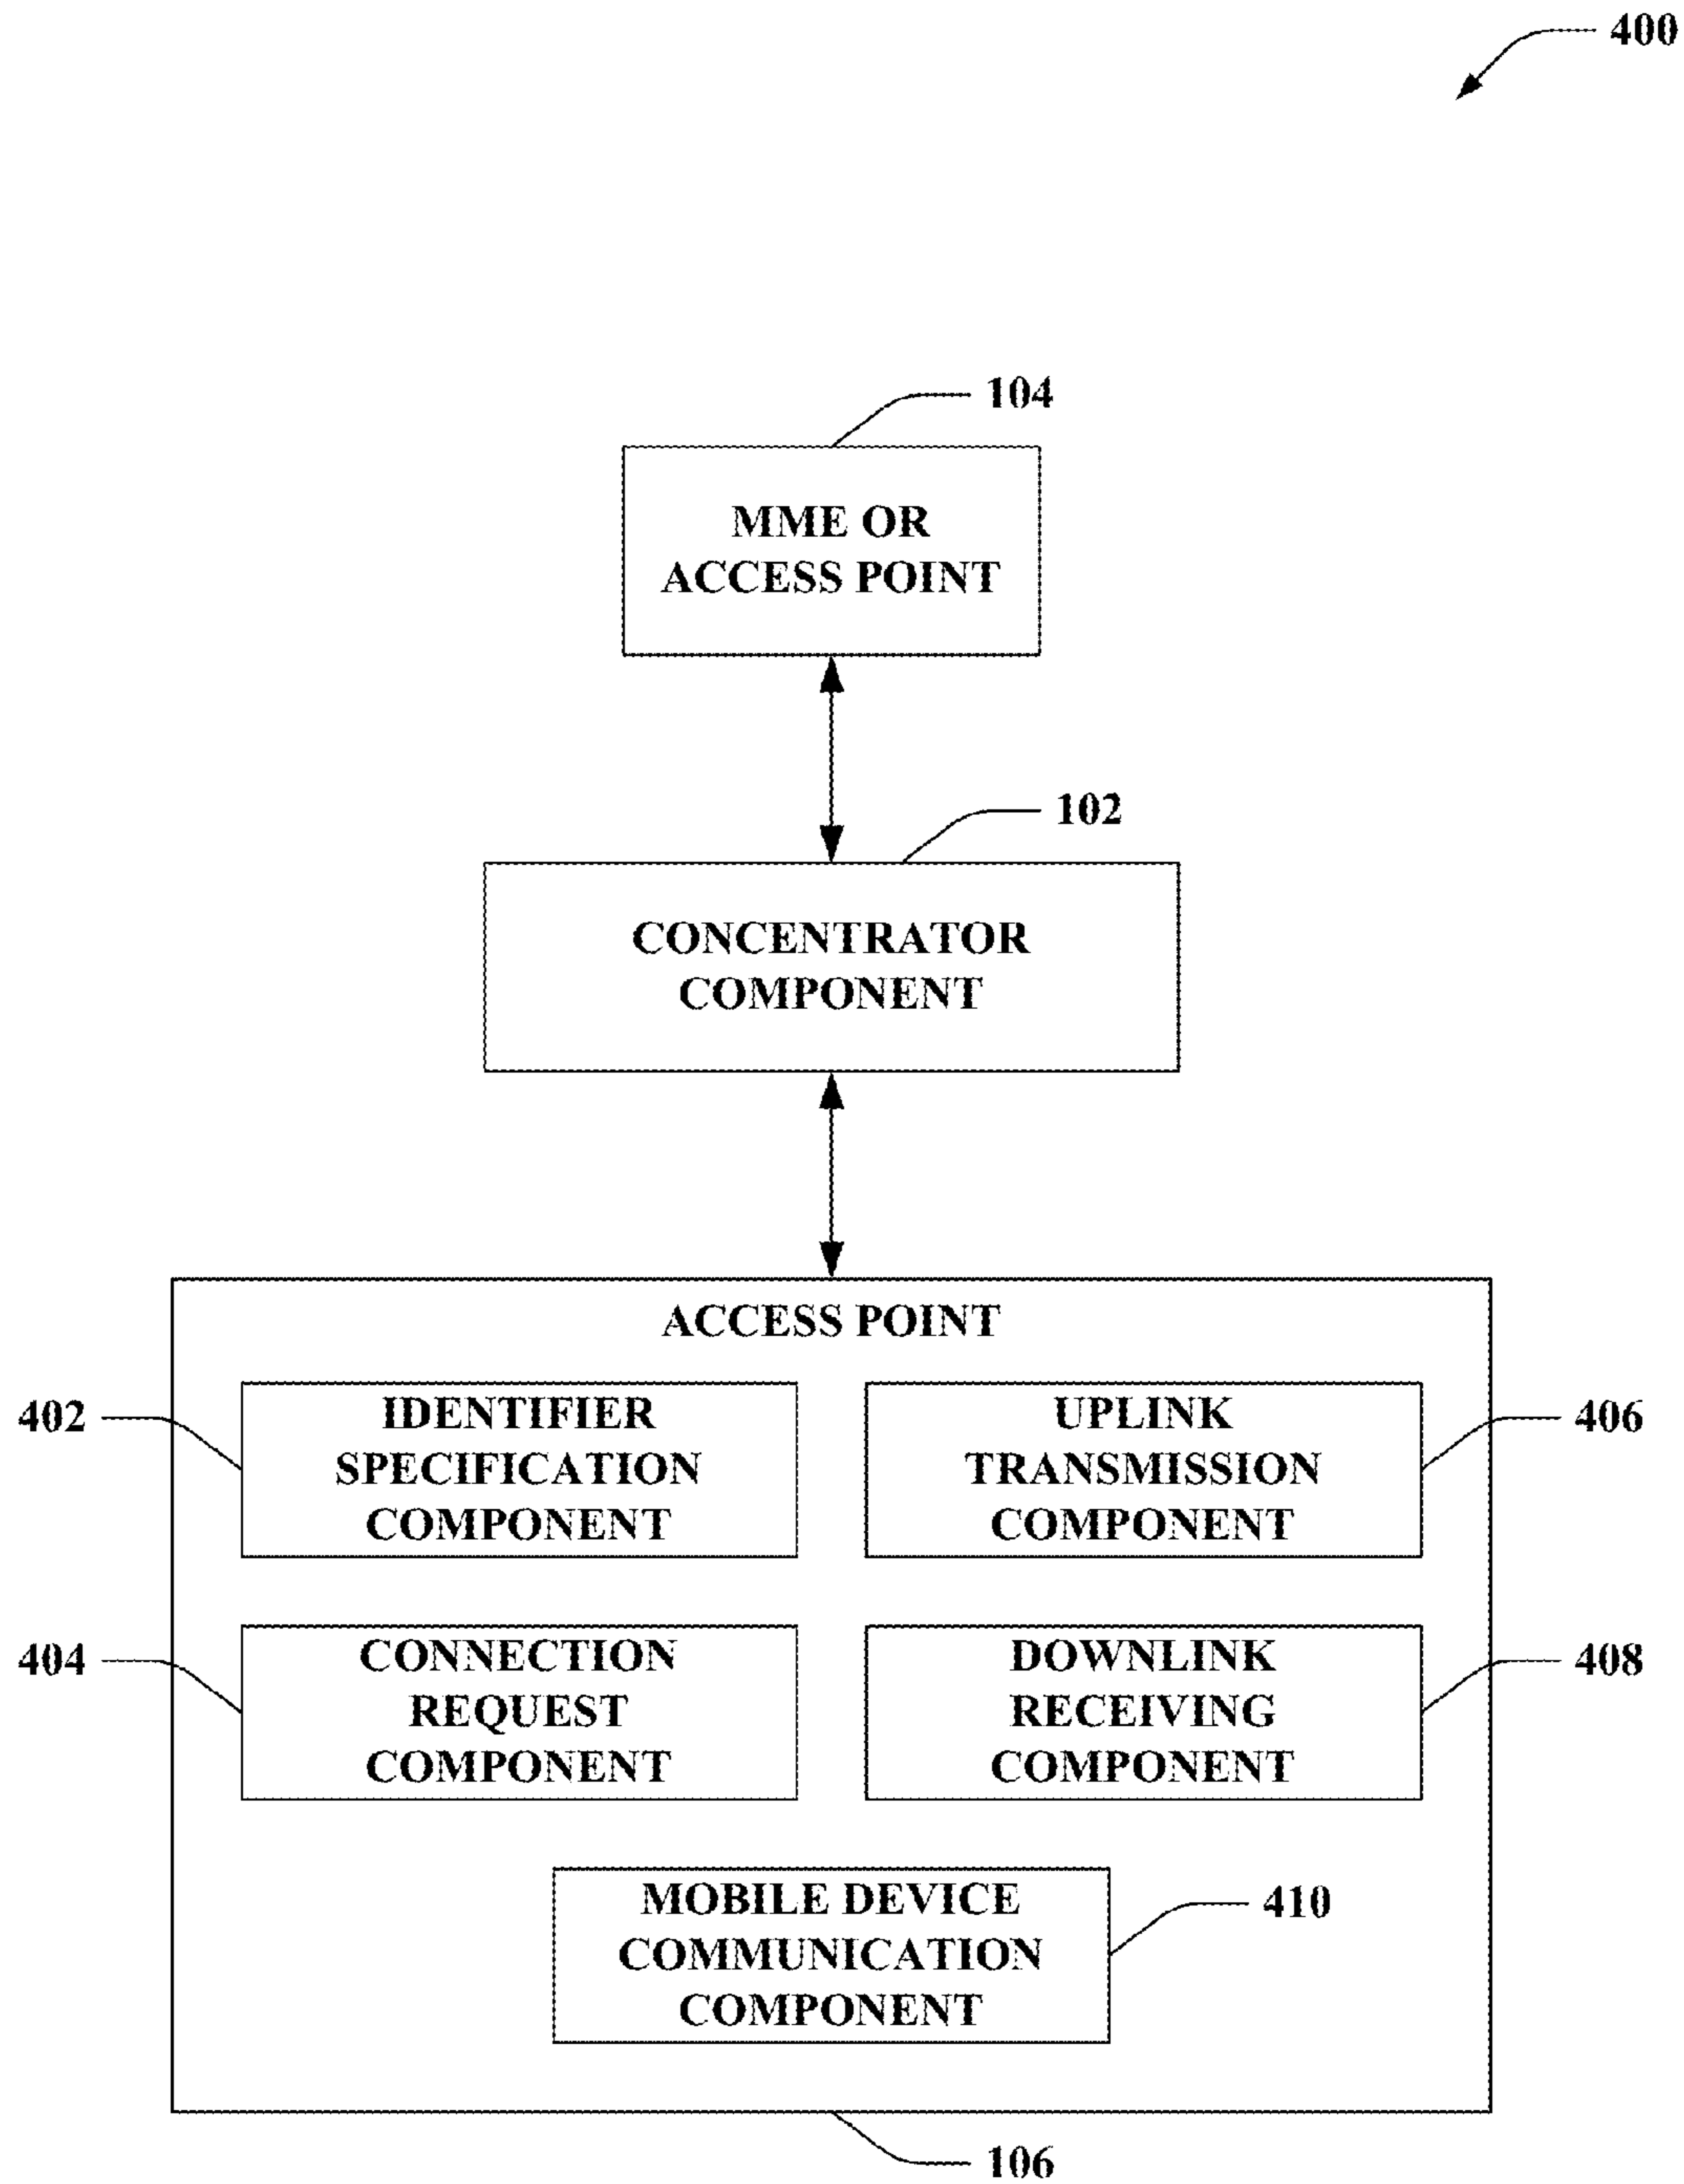 400
104
MME OR
ACCESS POINT
102
CONCENTRATOR
COMPONENT
ACCESS POINT
402
IDENTIFIER
SPECIFICATION
COMPONENT
UPLINK
TRANSMISSION
COMPONENT
406
404
CONNECTION
REQUEST
COMPONENT
DOWNLINK
RECEIVING
COMPONENT
408
MOBILE DEVICE
COMMUNICATION
COMPONENT
410
106